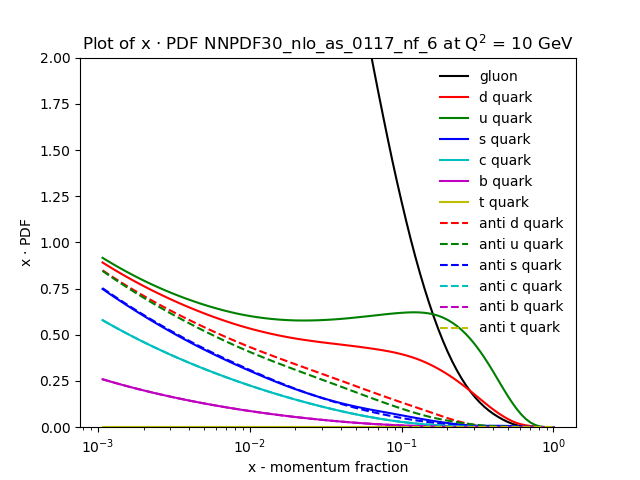 Plot of x · PDF NNPDF30_nlo_as_0117_nf_6 at Q² = 10 GeV
x · PDF
2.00
1.75
1.50
1.25
1.00
0.75
0.50
0.25
0.00
gluon
d quark
u quark
s quark
c quark
b quark
t quark
anti d quark
anti u quark
anti s quark
anti c quark
anti b quark
anti t quark
10⁻³ 10⁻² 10⁻¹ 10⁰
x - momentum fraction